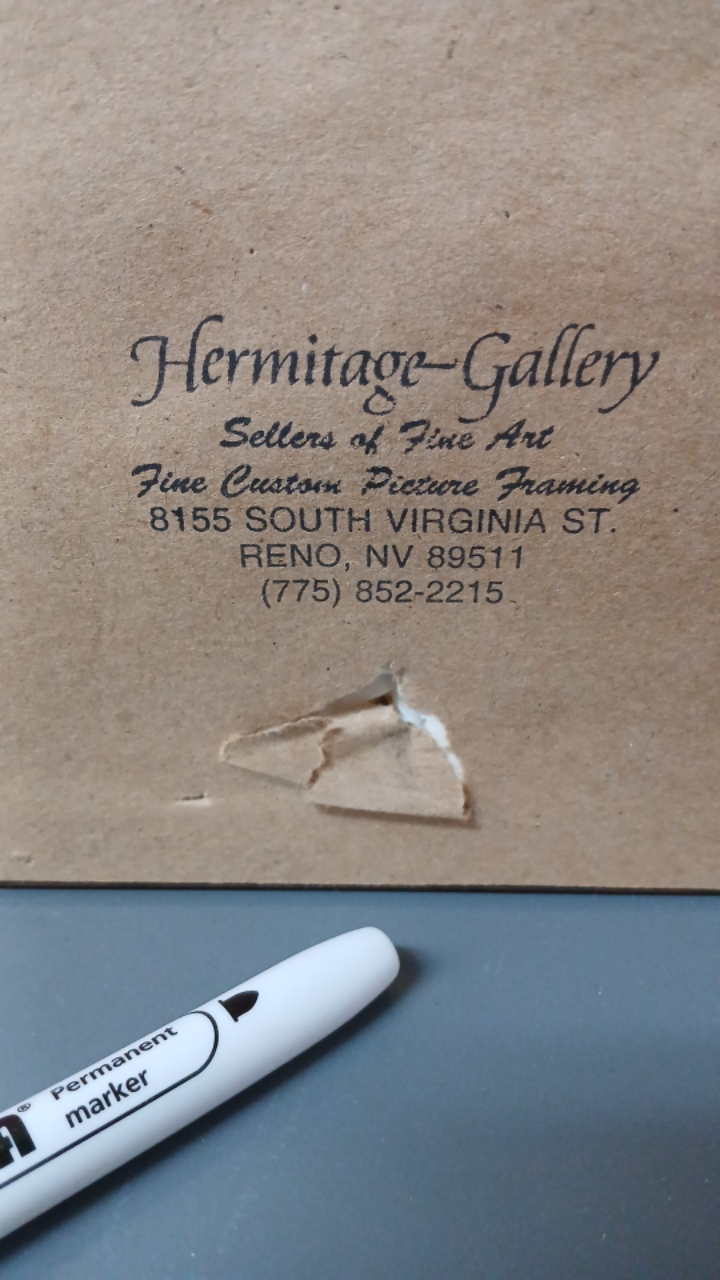 Hermitage Gallery
Sellers of Fine Art
Fine Custom Picture Framing
8155 SOUTH VIRGINIA ST.
RENO, NV 89511
(775) 852-2215
Permanent
marker